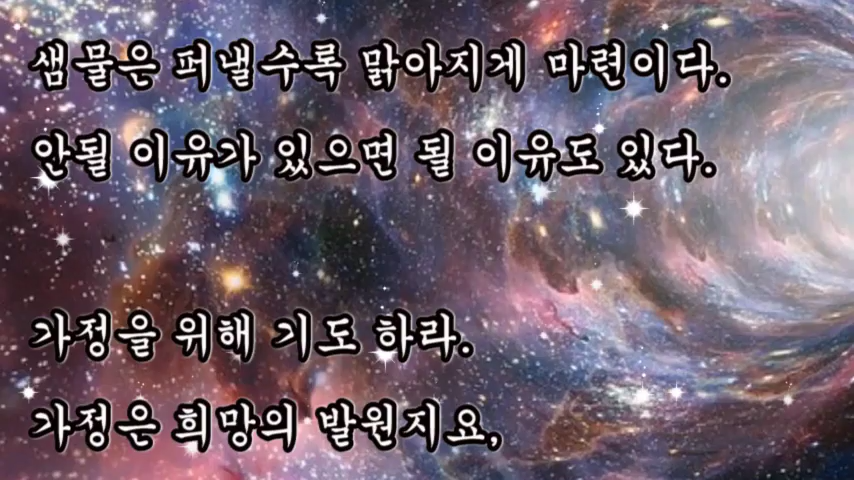 샘물은 퍼낼수록 맑아지게 마련이다.
안될 이유가 있으면 될 이유도 있다.
가정을 위해 기도 하라.
가정은 희망의 발원지요,